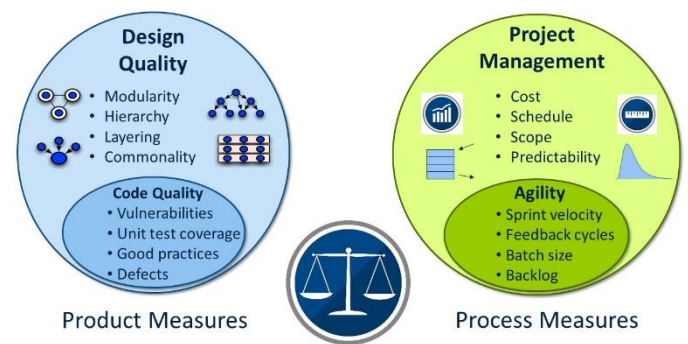 Design
Quality
• Modularity
• Hierarchy
• Layering
• Commonality
Code Quality
• Vulnerabilities
• Unit test coverage
• Good practices
• Defects
Product Measures
Project
Management
• Cost
• Schedule
• Scope
• Predictability
Agility
• Sprint velocity
• Feedback cycles
• Batch size
• Backlog
Process Measures